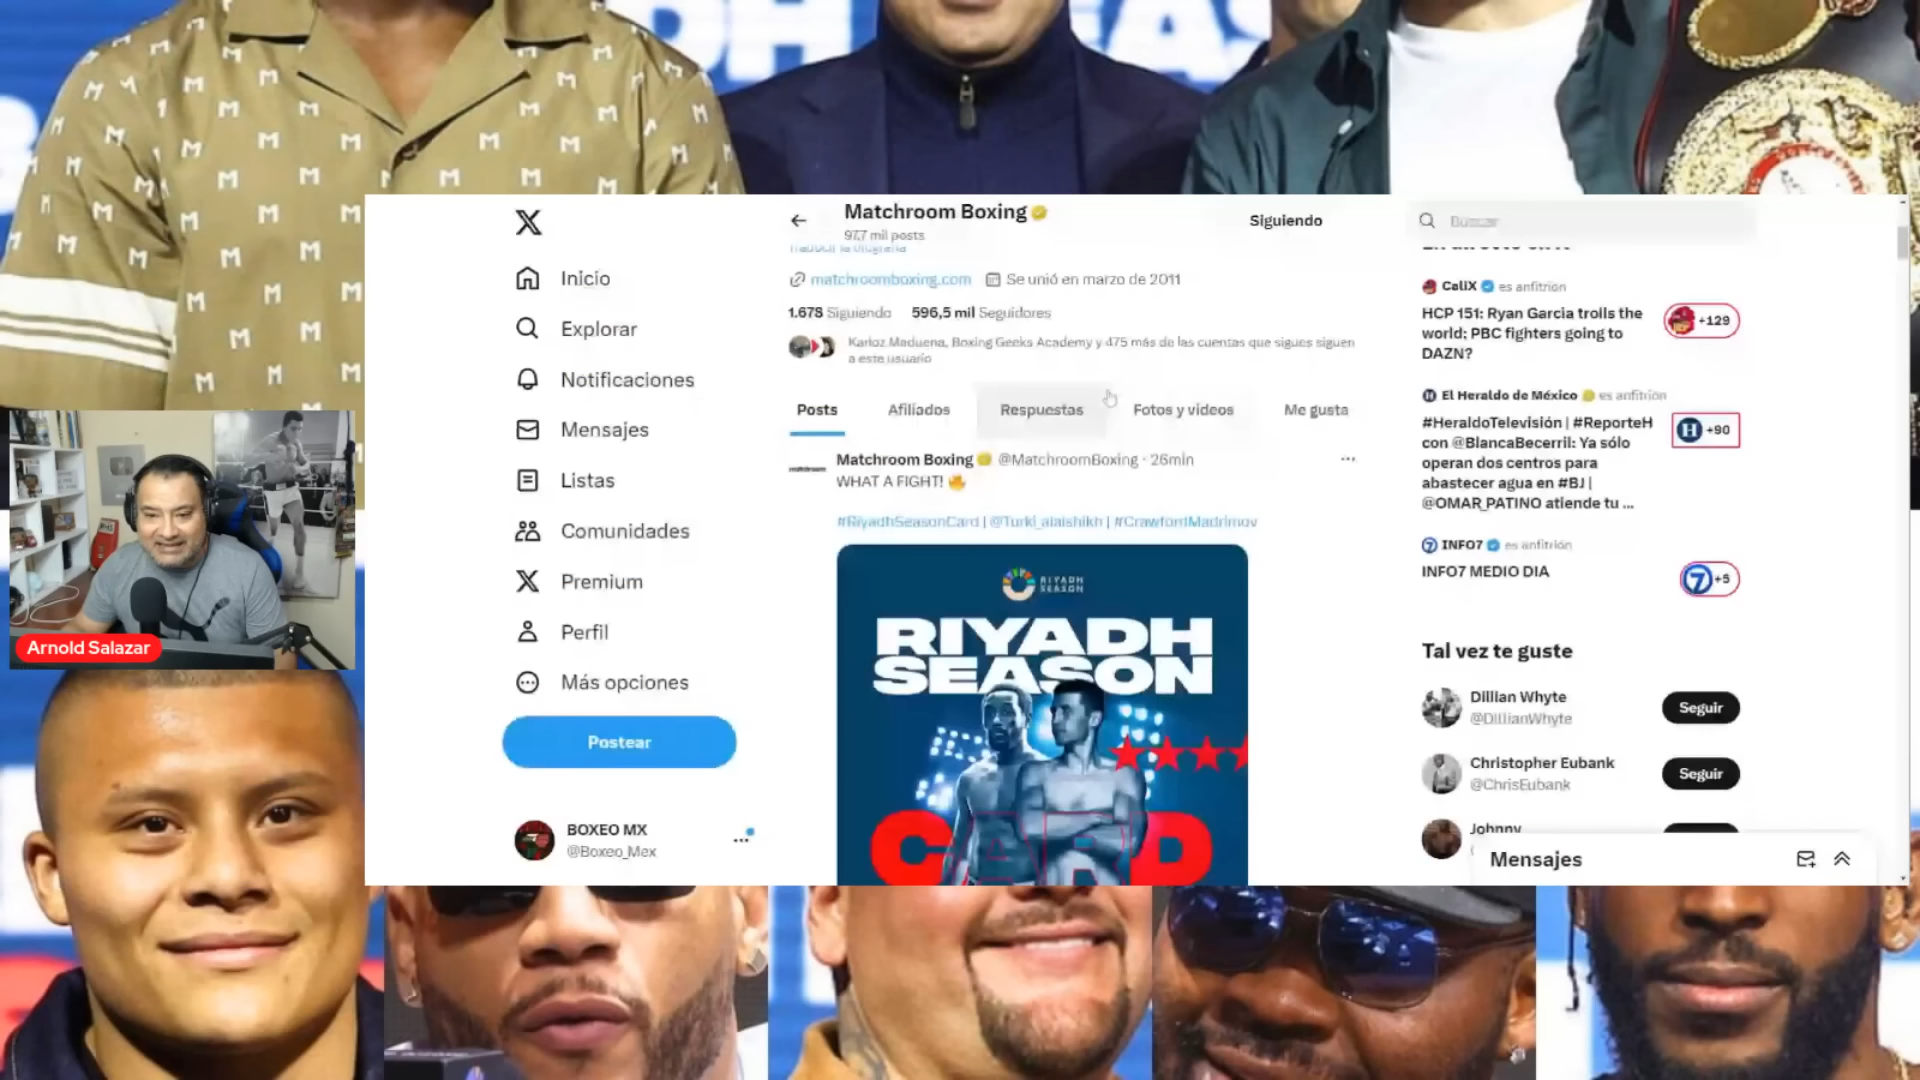 Inicio
Explorar
Notificaciones
Mensajes
Listas
Comunidades
Premium
Perfil
Más opciones
Postear
BOXEO MX
@Boxeo_Mex
Matchroom Boxing
97,7 mil posts
Siguiendo
matchroomboxing.com
Se unió en marzo de 2011
1.678 Siguiendo 596,5 mil Seguidores
Karloz Maduena, Boxing Geeks Academy y 475 más de las cuentas que sigues siguen
a este usuario
Posts Afiliados Respuestas Fotos y videos Me gusta
Matchroom Boxing @MatchroomBoxing · 26min
WHAT A FIGHT!
#RiyadhSeasonCard | @Turki_alalshikh | #CrawfordMadrimov
RIYADH
SEASON
RIYADH
SEASON
CARD
Buscar
CaliX es anfitrión
HCP 151: Ryan Garcia trolls the
world; PBC fighters going to
DAZN?
+129
El Heraldo de México es anfitrión
#HeraldoTelevisión | #ReporteH
con @BlancaBecerril: Ya sólo
operan dos centros para
abastecer agua en #BJ |
@OMAR_PATINO atiende tu ...
+90
INFO7 es anfitrión
INFO7 MEDIO DIA
+5
Tal vez te guste
Dillian Whyte
@DillianWhyte
Seguir
Christopher Eubank
@ChrisEubank
Seguir
Johnny
Mensajes
Arnold Salazar